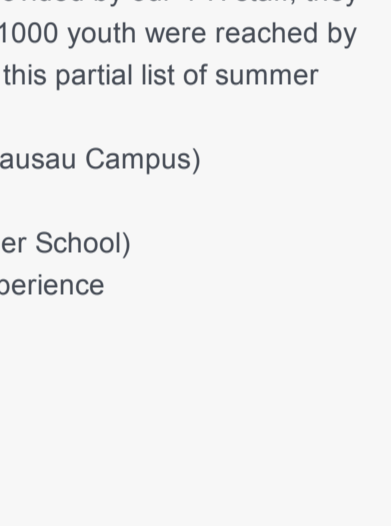 1000 youth were reached by
this partial list of summer
ausau Campus)
er School)
perience